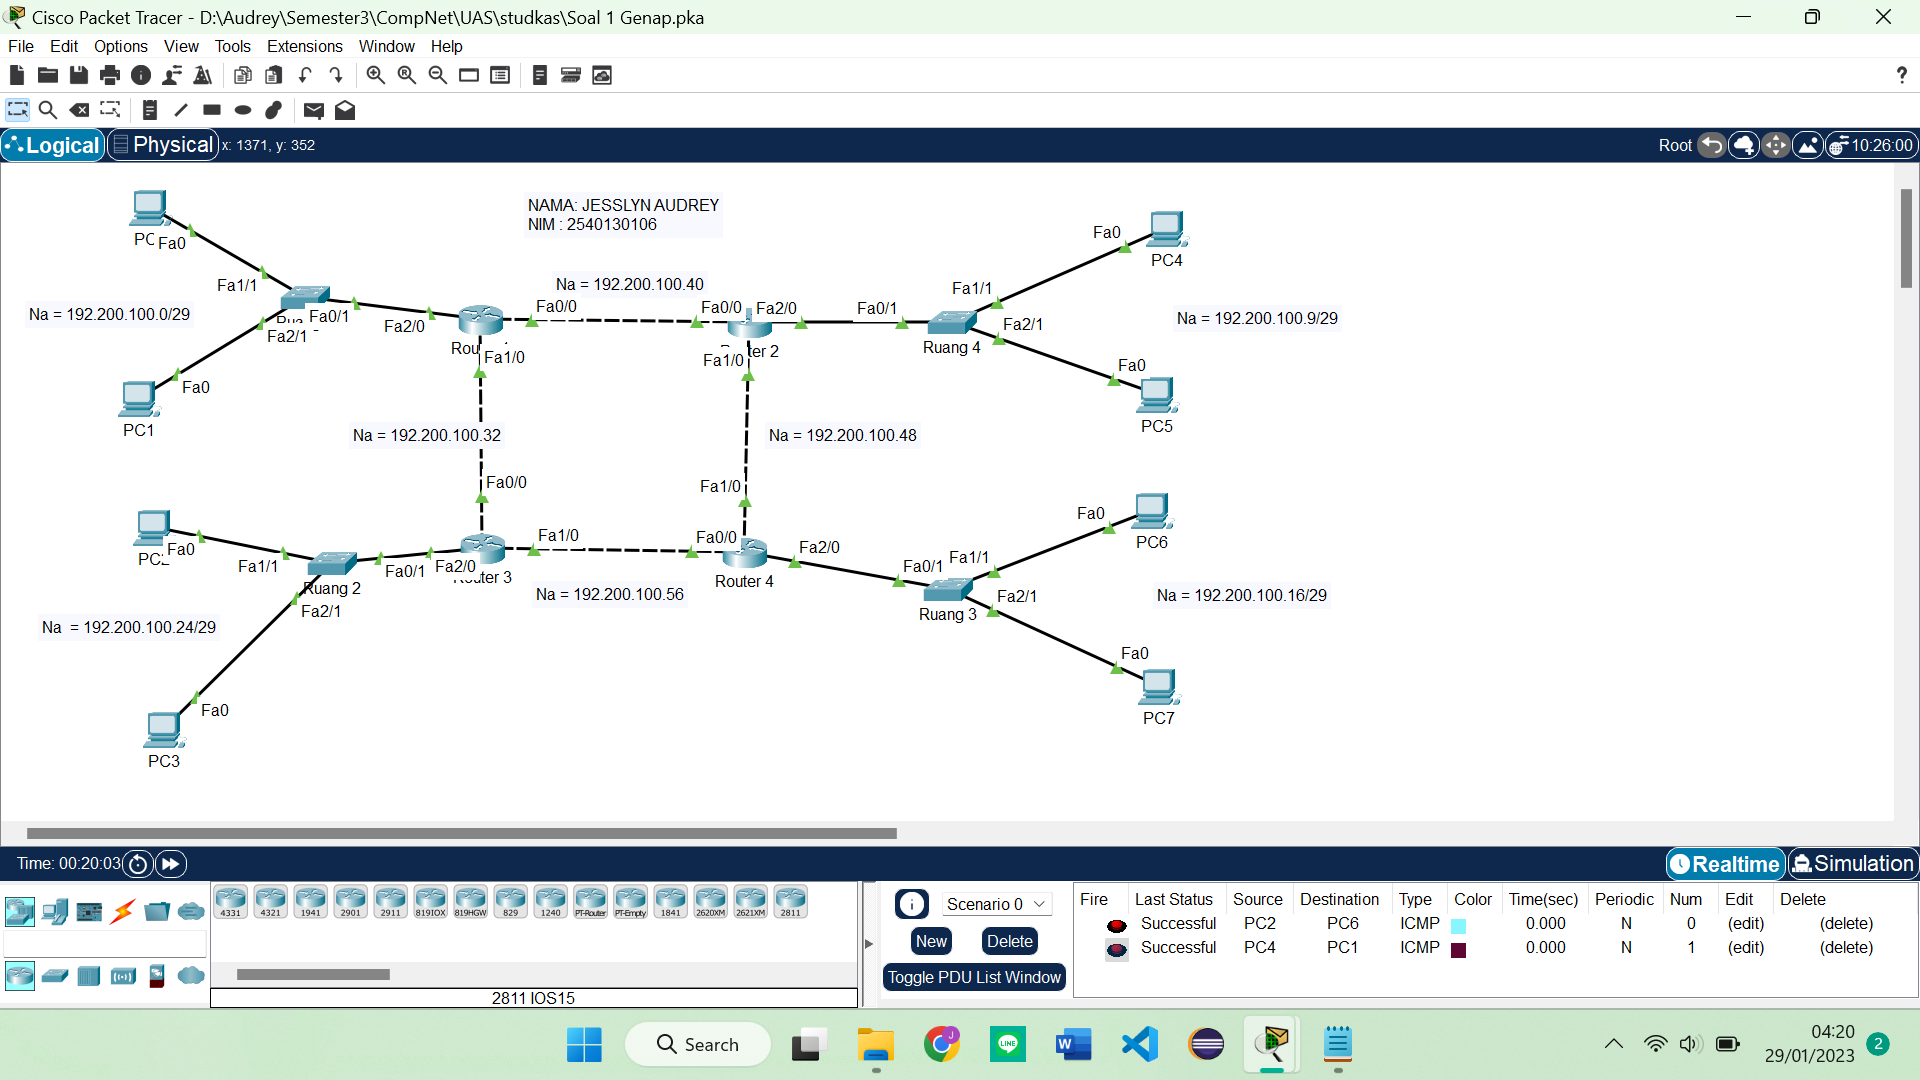 Cisco Packet Tracer - D:\Audrey\Semester3\CompNet\UAS\studkas\Soal 1 Genap.pka
File Edit Options View Tools Extensions Window Help
?
Logical Physical x: 1371, y: 352 Root 10:26:00
NAMA: JESSLYN AUDREY
NIM : 2540130106
PC Fa0
Fa0
PC4
Fa1/1
Na = 192.200.100.40
Fa1/1
Na = 192.200.100.0/29
Fa0/1
Fa2/0
Fa0/0
Fa0/0
Fa2/0
Fa0/1
Fa2/1
Na = 192.200.100.9/29
Fa2/1
Rou
Fa1/0
Fa1/0
ter 2
Ruang 4
Fa0
Fa0
PC1
PC5
Na = 192.200.100.32
Na = 192.200.100.48
Fa0/0
Fa1/0
Fa0
PC6
Fa0
Fa1/1
Fa0/1
Fa2/0
Fa1/0
Fa0/0
Fa2/0
Fa0/1
Fa1/1
Ruang 2
ter 3
Router 4
Na = 192.200.100.56
Na = 192.200.100.16/29
Fa2/1
Fa2/1
Ruang 3
Na = 192.200.100.24/29
Fa0
PC7
Fa0
PC3
Time: 00:20:03 Realtime Simulation
4331 4321 1941 2901 2911 819IOX 819HGW 829 1240 PT-Router PT-Empty 1841 2620XM 2621XM 2811
2811 IOS15
Scenario 0
New Delete
Toggle PDU List Window
Fire Last Status Source Destination Type Color Time(sec) Periodic Num Edit Delete
Successful PC2 PC6 ICMP 0.000 N 0 (edit) (delete)
Successful PC4 PC1 ICMP 0.000 N 1 (edit) (delete)
Search
LINE
04:20
29/01/2023
2